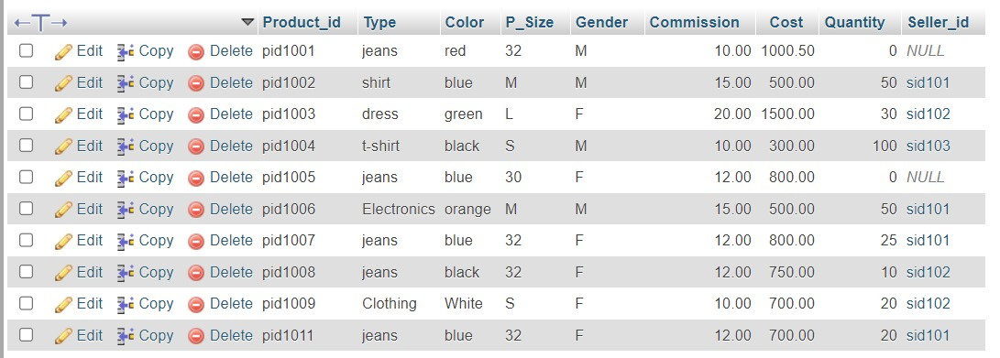 Product_id Type Color P_Size Gender Commission Cost Quantity Seller_id
Edit Copy Delete pid1001 jeans red 32 M 10.00 1000.50 0 NULL
Edit Copy Delete pid1002 shirt blue M M 15.00 500.00 50 sid101
Edit Copy Delete pid1003 dress green L F 20.00 1500.00 30 sid102
Edit Copy Delete pid1004 t-shirt black S M 10.00 300.00 100 sid103
Edit Copy Delete pid1005 jeans blue 30 F 12.00 800.00 0 NULL
Edit Copy Delete pid1006 Electronics orange M M 15.00 500.00 50 sid101
Edit Copy Delete pid1007 jeans blue 32 F 12.00 800.00 25 sid101
Edit Copy Delete pid1008 jeans black 32 F 12.00 750.00 10 sid102
Edit Copy Delete pid1009 Clothing White S F 10.00 700.00 20 sid102
Edit Copy Delete pid1011 jeans blue 32 F 12.00 700.00 20 sid101